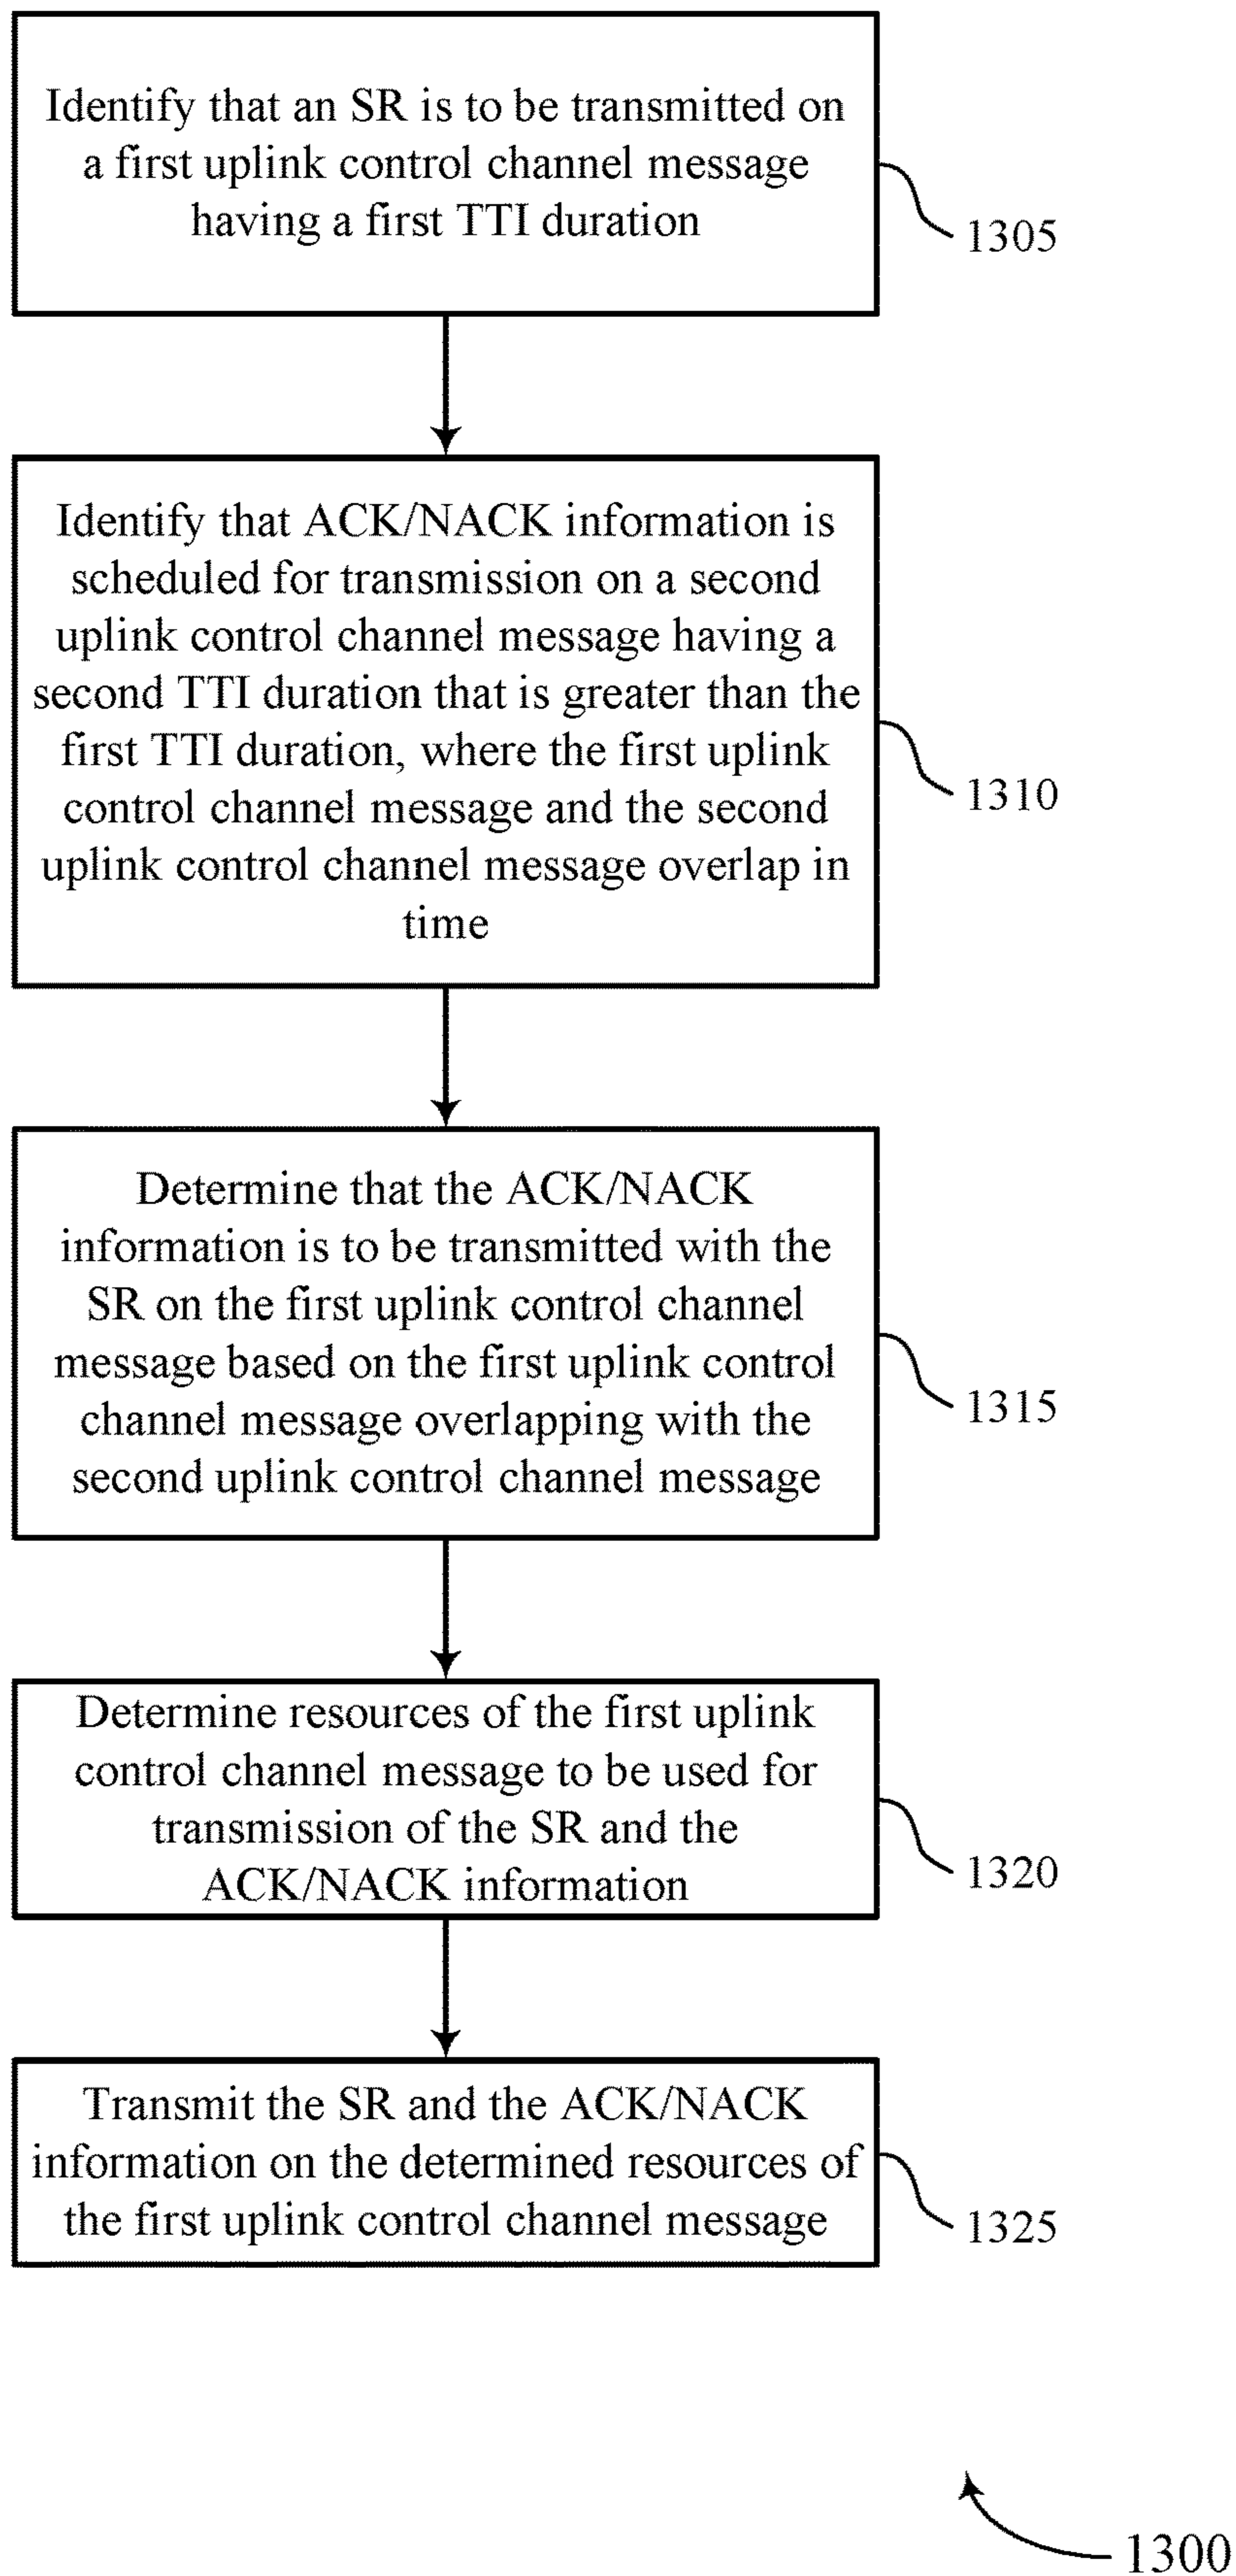 Identify that an SR is to be transmitted on
a first uplink control channel message
having a first TTI duration
1305
Identify that ACK/NACK information is
scheduled for transmission on a second
uplink control channel message having a
second TTI duration that is greater than the
first TTI duration, where the first uplink
control channel message and the second
uplink control channel message overlap in
time
1310
Determine that the ACK/NACK
information is to be transmitted with the
SR on the first uplink control channel
message based on the first uplink control
channel message overlapping with the
second uplink control channel message
1315
Determine resources of the first uplink
control channel message to be used for
transmission of the SR and the
ACK/NACK information
1320
Transmit the SR and the ACK/NACK
information on the determined resources of
the first uplink control channel message
1325
1300